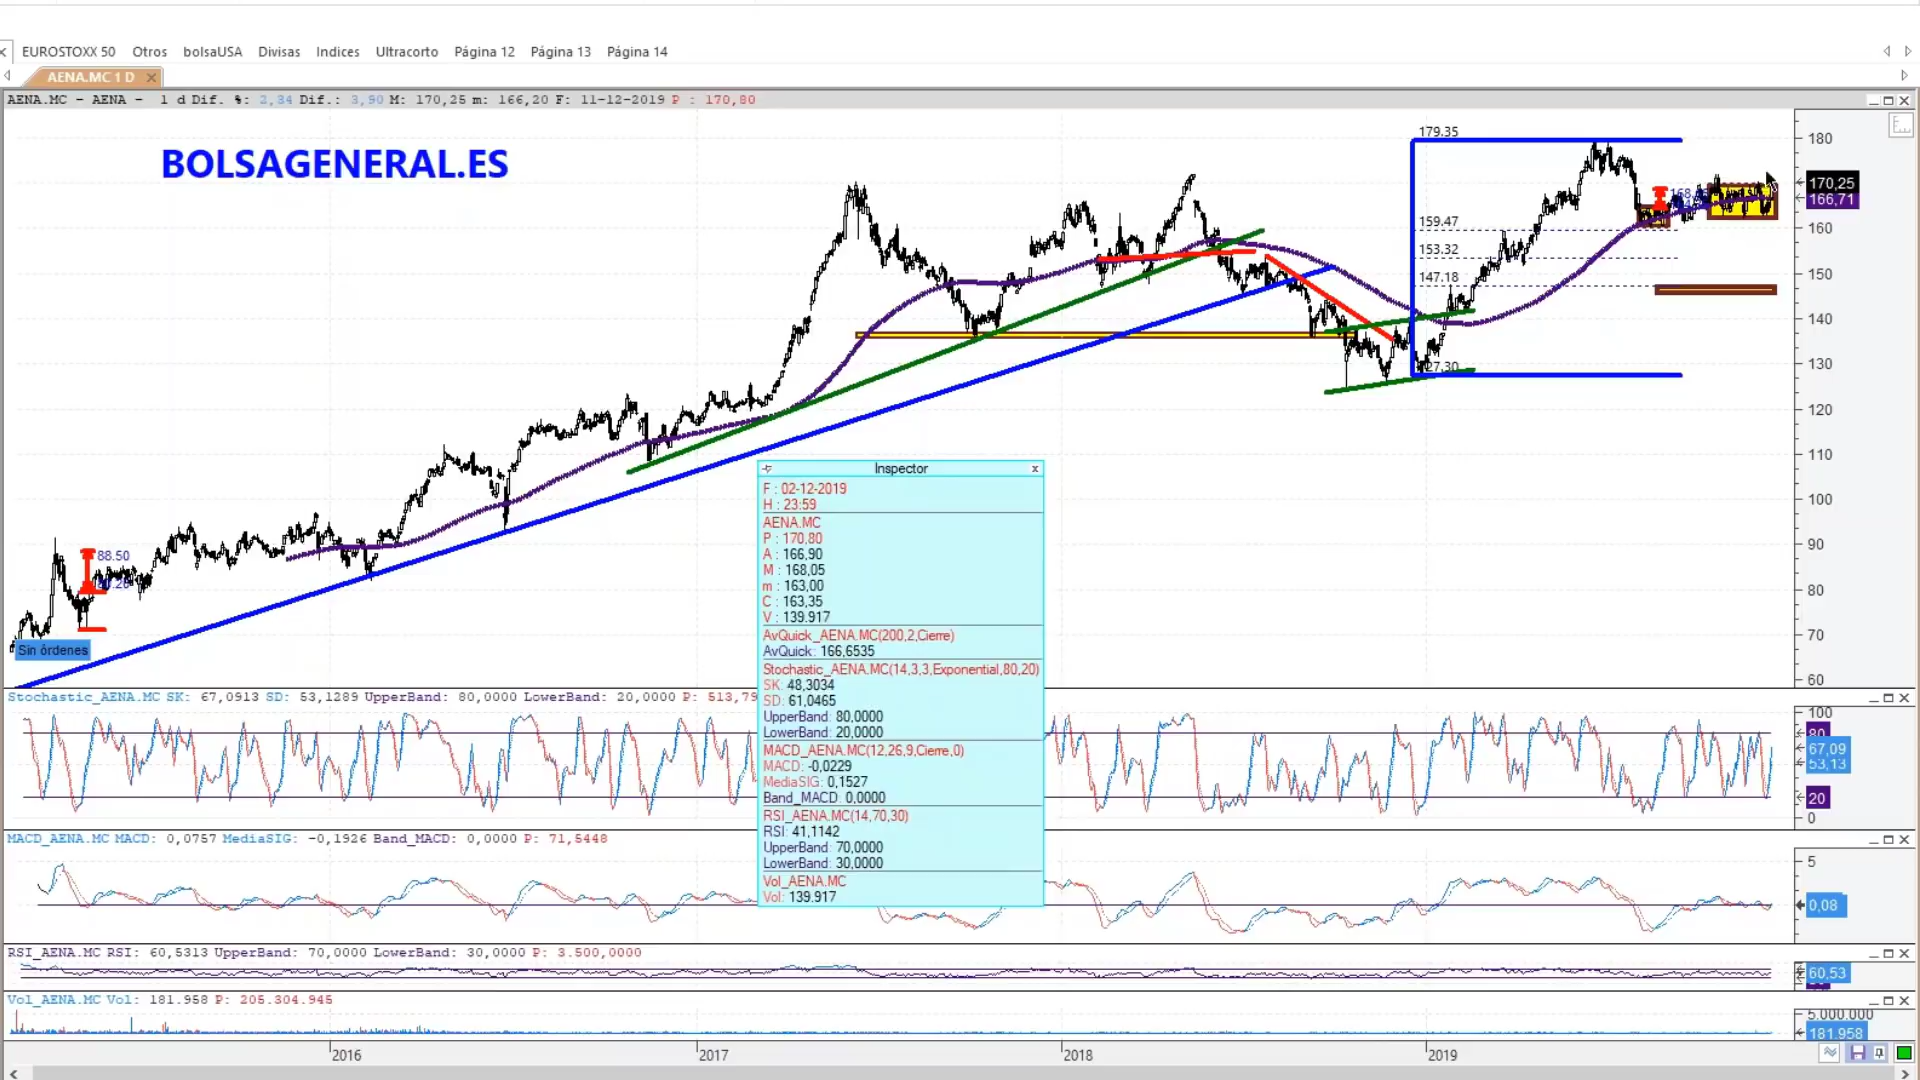 EUROSTOXX 50 Otros bolsaUSA Divisas Indices Ultracorto Página 12 Página 13 Página 14
AENA.MC 1 D
AENA.MC - AENA - 1 d Dif. %: 2,34 Dif.: 3,90 M: 170,25 m: 166,20 F: 11-12-2019 P : 170,80
BOLSAGENERAL.ES
179.35
180
170,25
166,71
159.47
160
153.32
150
147.18
140
27.30
130
120
110
100
90
88.50
80
70
Sin órdenes
60
Inspector
F : 02-12-2019
H : 23:59
AENA.MC
P : 170,80
A : 166,90
M : 168,05
m : 163,00
C : 163,35
V : 139.917
AvQuick_AENA.MC(200,2,Cierre)
AvQuick: 166,6535
Stochastic_AENA.MC(14,3,3,Exponential,80,20)
SK: 48,3034
SD: 61,0465
UpperBand: 80,0000
LowerBand: 20,0000
MACD_AENA.MC(12,26,9,Cierre,0)
MACD: -0,0229
MediaSIG: 0,1527
Band_MACD: 0,0000
RSI_AENA.MC(14,70,30)
RSI: 41,1142
UpperBand: 70,0000
LowerBand: 30,0000
Vol_AENA.MC
Vol: 139.917
Stochastic_AENA.MC SK: 67,0913 SD: 53,1289 UpperBand: 80,0000 LowerBand: 20,0000 P: 513,79
100
80
67,09
53,13
20
0
MACD_AENA.MC MACD: 0,0757 MediaSIG: -0,1926 Band_MACD: 0,0000 P: 71,5448
5
0,08
RSI_AENA.MC RSI: 60,5313 UpperBand: 70,0000 LowerBand: 30,0000 P: 3.500,0000
60,53
Vol_AENA.MC Vol: 181.958 P: 205.304.945
5.000.000
181.958
2016 2017 2018 2019